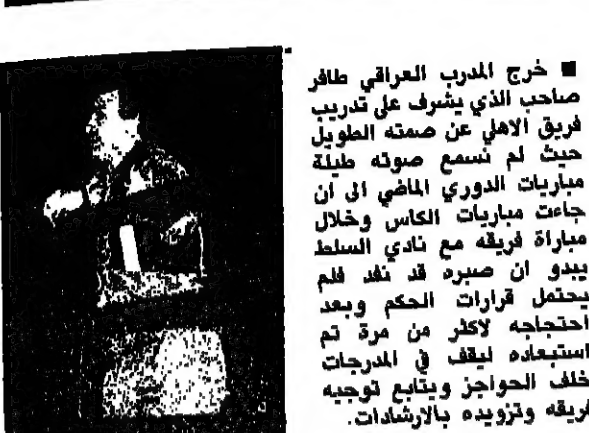 ■ خرج المدرب العراقي ظافر
صاحب الذي يشرف على تدريب
فريق الاهلي عن صمته الطويل
حيث لم نسمع صوته طيلة
مباريات الدوري الماضي الى ان
جاءت مباريات الكاس وخلال
مباراة فريقه مع نادي السلط
يبدو ان صبره قد نفد فلم
يحتمل قرارات الحكم وبعد
احتجاجه لاكثر من مرة تم
استبعاده ليقف في المدرجات
خلف الحواجز ويتابع توجيه
فريقه وتزويده بالارشادات.